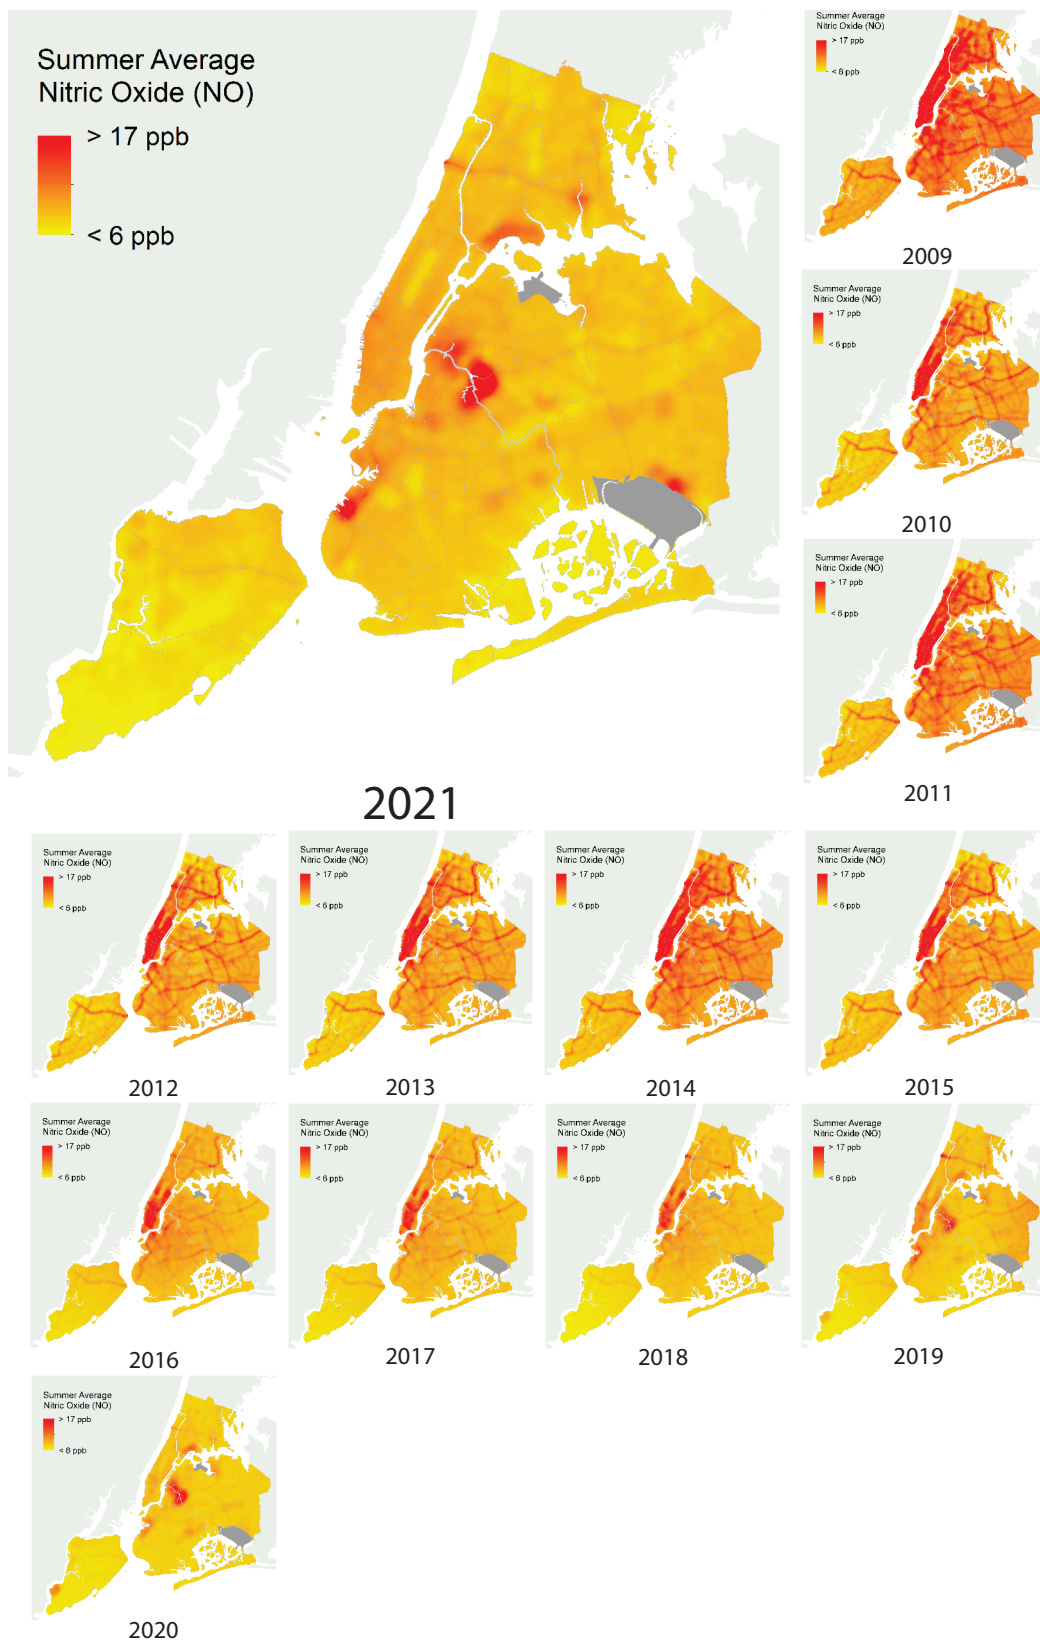 Summer Average
Nitric Oxide (NO)
> 17 ppb
< 6 ppb
2021
Summer Average
Nitric Oxide (NO)
> 17 ppb
< 6 ppb
2009
Summer Average
Nitric Oxide (NO)
> 17 ppb
< 6 ppb
2010
Summer Average
Nitric Oxide (NO)
> 17 ppb
< 6 ppb
2011
Summer Average
Nitric Oxide (NO)
> 17 ppb
< 6 ppb
2012
Summer Average
Nitric Oxide (NO)
> 17 ppb
< 6 ppb
2013
Summer Average
Nitric Oxide (NO)
> 17 ppb
< 6 ppb
2014
Summer Average
Nitric Oxide (NO)
> 17 ppb
< 6 ppb
2015
Summer Average
Nitric Oxide (NO)
> 17 ppb
< 6 ppb
2016
Summer Average
Nitric Oxide (NO)
> 17 ppb
< 6 ppb
2017
Summer Average
Nitric Oxide (NO)
> 17 ppb
< 6 ppb
2018
Summer Average
Nitric Oxide (NO)
> 17 ppb
< 6 ppb
2019
Summer Average
Nitric Oxide (NO)
> 17 ppb
< 6 ppb
2020